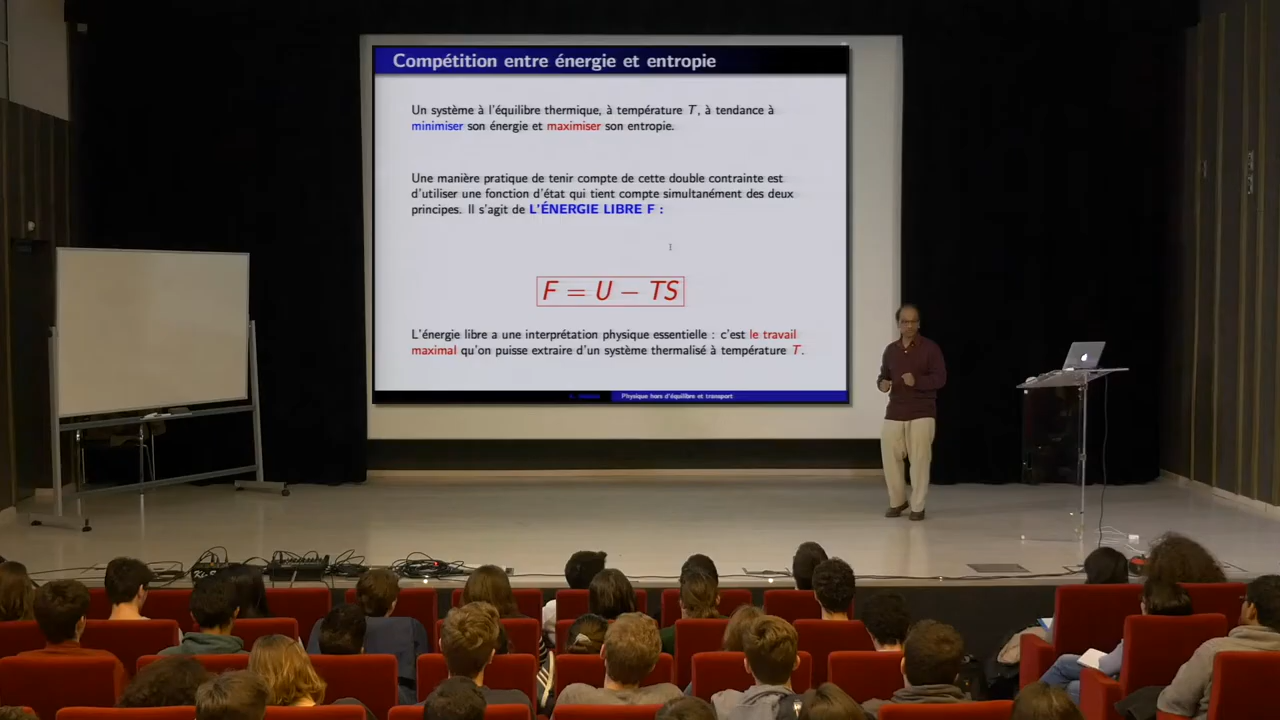 Compétition entre énergie et entropie
Un système à l'équilibre thermique, à température T, à tendance à
minimiser son énergie et maximiser son entropie.
Une manière pratique de tenir compte de cette double contrainte est
d'utiliser une fonction d'état qui tient compte simultanément des deux
principes. Il s'agit de L'ÉNERGIE LIBRE F :
F = U − TS
L'énergie libre a une interprétation physique essentielle : c'est le travail
maximal qu'on puisse extraire d'un système thermalisé à température T.
Physique hors d'équilibre et transport